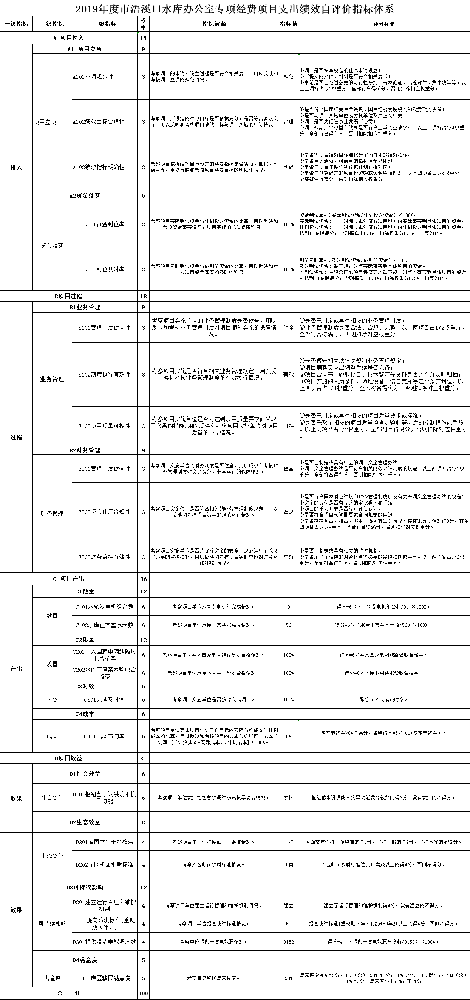 2019年度市浯溪口水库办公室专项经费项目支出绩效自评价指标体系
一级指标 二级指标 三级指标 权重 指标解释 指标值 评分标准
A 项目投入 15
投入
A1 项目立项 9
项目立项
A101立项规范性 3
考察项目的申请、设立过程是否符合相关要求，用以反映和
考核项目立项的规范情况。
规范
①项目是否按照规定的程序申请设立；
②所提交的文件、材料是否符合相关要求；
③事前是否已经过必要的可行性研究、专家论证、风险评估、集体决策等。以
上三项各占1/3权重分，全部符合得满分，否则扣除相应权重分。
A102绩效目标合理性 3
考察项目所设定的绩效目标是否依据充分，是否符合客观实
际，用以反映和考核项目绩效目标与项目实施的相符情况。
合理
①是否符合国家相关法律法规、国民经济发展规划和党委政府决策；
②是否与项目实施单位或委托单位职责密切相关；
③项目是否为促进事业发展所必需；
④项目预期产出效益和效果是否符合正常的业绩水平。以上四项各占1/4权重
分，全部符合得满分，否则扣除相应权重分。
A103绩效指标明确性 3
考察项目依据绩效目标设定的绩效指标是否清晰、细化、可
衡量等，用以反映和考核项目绩效目标的明细化情况。
明确
①是否将项目绩效目标细化分解为具体的绩效指标；
②是否通过清晰、可衡量的指标值予以体现；
③是否与项目年度任务数或计划数相对应；
④是否与预算确定的项目投资额或资金量相匹配。以上四项各占1/4权重分，
全部符合得满分，否则扣除相应权重分。
A2资金落实 6
资金落实
A201资金到位率 3
考察项目实际到位资金与计划投入资金的比率，用以反映和
考核资金落实情况对项目实施的总体保障程度。
100%
资金到位率=（实际到位资金/计划投入资金）×100%。
实际到位资金：一定时期（本年度或项目期）内实际落实到具体项目的资金。
计划投入资金：一定时期（本年度或项目期）内计划投入到具体项目的资金。
达到100%得满分，否则每低于0.1%，扣除权重分0.2%，扣完为止。
A202到位及时率 3
考察项目及时到位资金与应到位资金的比率，用以反映和考
核项目资金落实的及时性程度。
100%
到位及时率=（及时到位资金/应到位资金）×100%。
及时到位资金：截至规定时点实际落实到具体项目的资金。
应到位资金：按照合同或项目进度要求截至规定时点应落实到具体项目的资金
。达到100%得满分，否则每低于0.1%，扣除权重分0.2%，扣完为止。
B项目过程 18
过程
B1业务管理 9
业务管理
B101管理制度健全性 3
考察项目实施单位的业务管理制度是否健全，用以
反映和考核业务管理制度对项目顺利实施的保障情
况。
健全
①是否已制定或具有相应的业务管理制度；
②业务管理制度是否合法、合规、完整。以上两项各占1/2权重分，
全部符合得满分，否则扣除对应权重分。
B102制度执行有效性 3
考察项目实施是否符合相关业务管理规定，用以反
映和考核业务管理制度的有效执行情况。
有效
①是否遵守相关法律法规和业务管理规定；
②项目调整及支出调整手续是否完备；
③项目合同书、验收报告、技术鉴定等资料是否齐全并及时归档；
④项目实施的人员条件、场地设备、信息支撑等是否落实到位。以
上四项各占1/4权重分，全部符合得满分，否则扣除对应权重分。
B103项目质量可控性 3
考察项目实施单位是否为达到项目质量要求而采取
了必需的措施,用以反映和考核项目实施单位对项目
质量的控制情况。
可控
①是否已制定或具有相应的项目质量要求或标准；
②是否采取了相应的项目质量检查、验收等必需的控制措施或手段
。以上两项各占1/2权重分，全部符合得满分，否则扣除对应权重分
。
B2财务管理 9
财务管理
B201管理制度健全性 3
考察项目实施单位的财务制度是否健全，用以反映和考核财
务管理制度对资金规范、安全运行的保障情况。
健全
①是否已制定或具有相应的项目资金管理办法；
②项目资金管理办法是否符合相关财务会计制度的规定。以上两项各占1/2权
重分，全部符合得满分，否则扣除对应权重分。
B202资金使用合规性 3
考察项目资金使用是否符合相关的财务管理制度规定，用以
反映和考核项目资金的规范运行情况。
合规
①是否符合国家财经法规和财务管理制度以及有关专项资金管理办法的规定；
②资金的拨付是否有完整的审批程序和手续；
③项目的重大开支是否经过评估认证；
④是否符合项目预算批复或合同规定的用途；
⑤是否存在截留、挤占、挪用、虚列支出等情况。存在第五项情况得0分，其余
四项各占1/4权重分，全部符合得满分，否则扣除对应权重分。
B203财务监控有效性 3
考察项目实施单位是否为保障资金的安全、规范运行而采取
了必要的监控措施，用以反映和考核项目实施单位对资金运
行的控制情况。
有效
①是否已制定或具有相应的监控机制；
②是否采取了相应的财务检查等必要的监控措施或手段。以上两项各占1/2权
重分，全部符合得满分，否则扣除对应权重分。
C 项目产出 36
产出
C1数量 12
数量
C101水轮发电机组台数 6 考察项目单位水轮发电机组完成情况。 3 得分=6×（水轮发电机组台数/3）×100%。
C102水库正常蓄水米数 6 考察项目单位水库正常蓄水高度情况。 56 得分=6×（水库正常蓄水米数/56）×100%。
C2质量 12
质量
C201并入国家电网线路验
收合格率
6 考察项目单位并入国家电网线路验收合格情况。 100% 得分=6×并入国家电网线路验收合格率。
C202水库下闸蓄水验收合
格率
6 考察项目单位水库下闸蓄水验收合格情况。 100% 得分=6×水库下闸蓄水验收合格率。
C3时效 6
时效 C301完成及时率 6 考察项目实施单位是否按时完成项目。 100% 得分=6×完成及时率。
C4成本 6
成本 C401成本节约率 6
考察项目单位完成项目计划工作目标的实际节约成本与计划
成本的比率，用以反映和考核项目的成本节约程度。成本节
约率=[（计划成本-实际成本）/计划成本]×100%。
0%
成本节约率≥0%得满分，否则得分=6×（1+成本节约率）。
D项目效益 31
效果
D1社会效益 6
社会效益
D101枢纽蓄水调洪防汛抗
旱功能
6 考察项目单位发挥枢纽蓄水调洪防汛抗旱功能情况。 发挥 枢纽蓄水调洪防汛抗旱功能发挥较好的得6分，没有发挥的不得分。
D2生态效益 8
效果
生态效益
D201库面常年干净整洁 4 考察项目单位保持库面干净整洁情况。 保持 库面常年保持干净整洁的得4分，保持一般的得2分，保持不好的不得分。
D202库区断面水质标准 4 考察库区断面水质标准情况。 Ⅱ类 库区断面水质标准达到Ⅱ类及以上的得4分，否则不得分。
D3可持续影响 12
可持续影响
D301建立运行管理和维护
机制
4 考察项目单位建立运行管理和维护机制情况。 建立 建立了运行管理和维护机制得4分，没有建立的不得分。
D301提高防洪标准[重现
期（年）]
4 考察项目单位提高防洪标准情况。 50 提高防洪标准[重现期（年）]达到50年及以上的得4分，否则不得分。
D301提供清洁电能源度数 4 考察单位提供清洁电能源情况。 8152 得分=4×（提供清洁电能源万度数/8152）×100%。
D4满意度 5
满意度 D401库区移民满意度 5 考察库区移民满意程度。 90%
满意度≥90%得5分，85%（含）-90%得3分，80%（含）-85%得4分，70%（含）
-80%得3分，满意度小于70%，不得分。
合 计 100